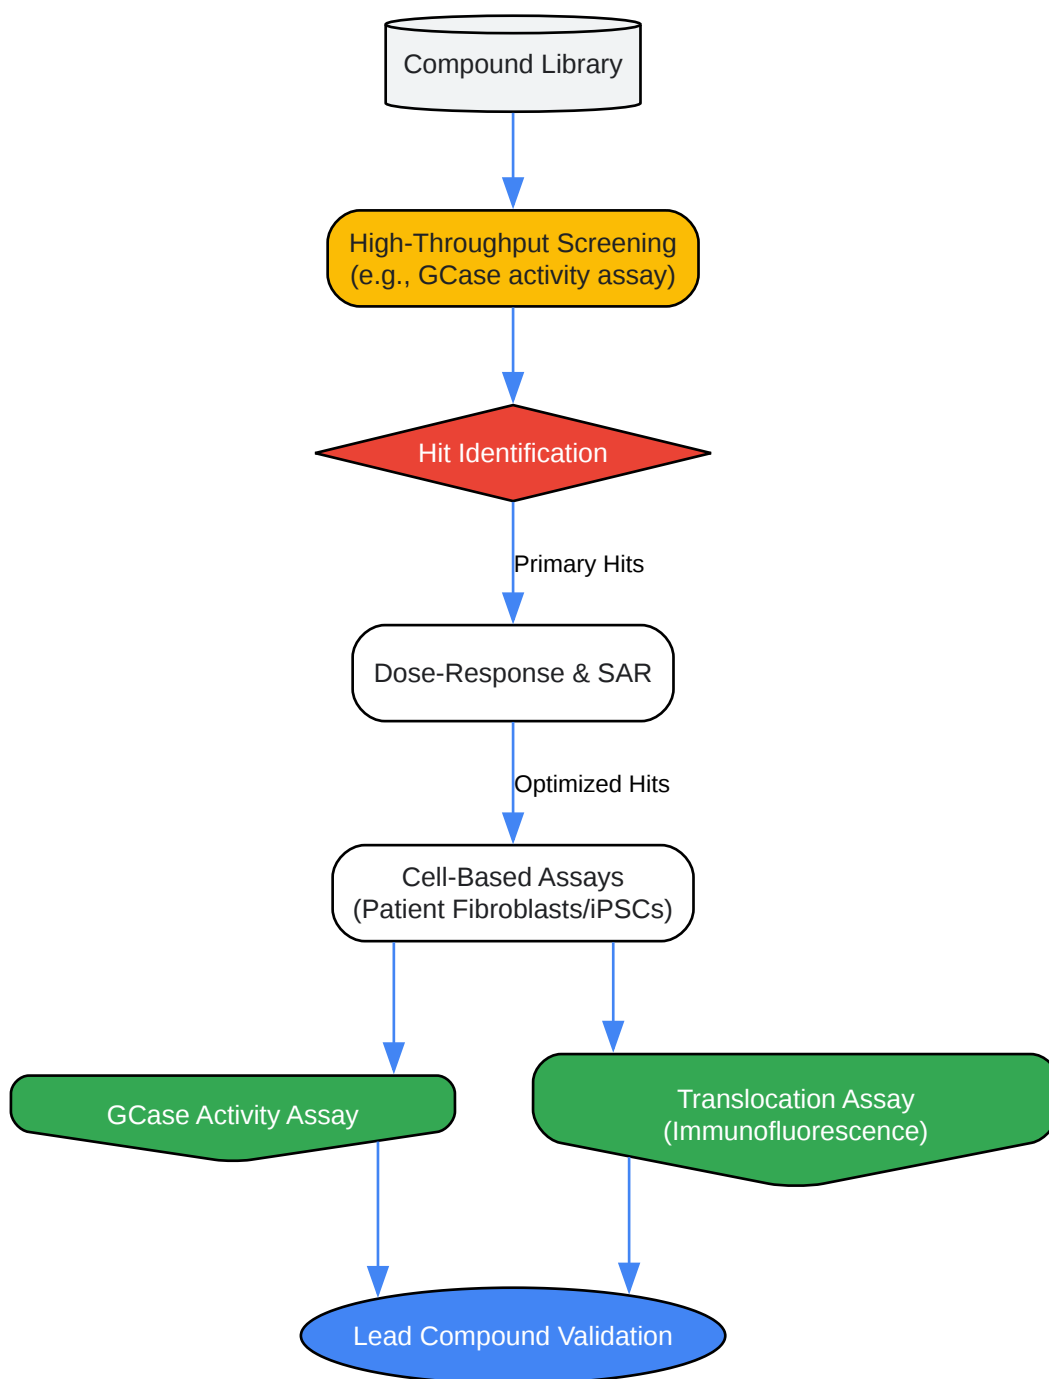 Compound Library
High-Throughput Screening
(e.g., GCase activity assay)
Hit Identification
Primary Hits
Dose-Response & SAR
Optimized Hits
Cell-Based Assays
(Patient Fibroblasts/iPSCs)
GCase Activity Assay
Translocation Assay
(Immunofluorescence)
Lead Compound Validation